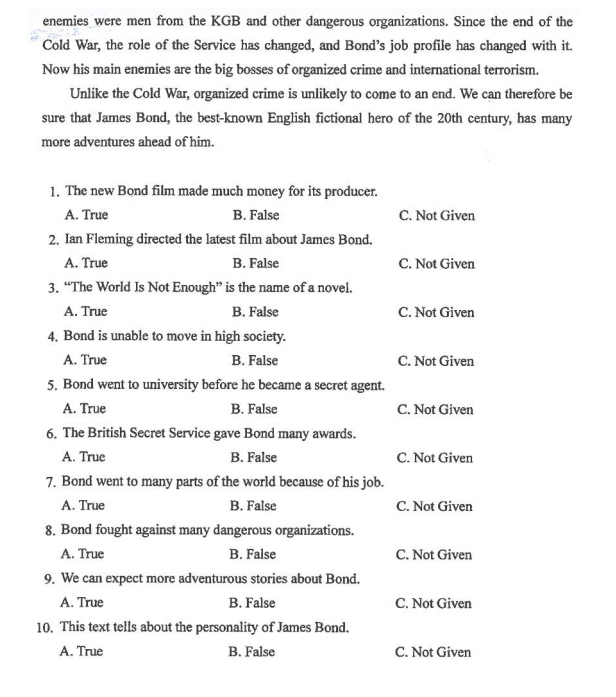 enemies were men from the KGB and other dangerous organizations. Since the end of the
Cold War, the role of the Service has changed, and Bond's job profile has changed with it.
Now his main enemies are the big bosses of organized crime and international terrorism.
Unlike the Cold War, organized crime is unlikely to come to an end. We can therefore be
sure that James Bond, the best-known English fictional hero of the 20th century, has many
more adventures ahead of him.
1. The new Bond film made much money for its producer.
A. True B. False C. Not Given
2. Ian Fleming directed the latest film about James Bond.
A. True B. False C. Not Given
3. “The World Is Not Enough” is the name of a novel.
A. True B. False C. Not Given
4. Bond is unable to move in high society.
A. True B. False C. Not Given
5. Bond went to university before he became a secret agent.
A. True B. False C. Not Given
6. The British Secret Service gave Bond many awards.
A. True B. False C. Not Given
7. Bond went to many parts of the world because of his job.
A. True B. False C. Not Given
8. Bond fought against many dangerous organizations.
A. True B. False C. Not Given
9. We can expect more adventurous stories about Bond.
A. True B. False C. Not Given
10. This text tells about the personality of James Bond.
A. True B. False C. Not Given